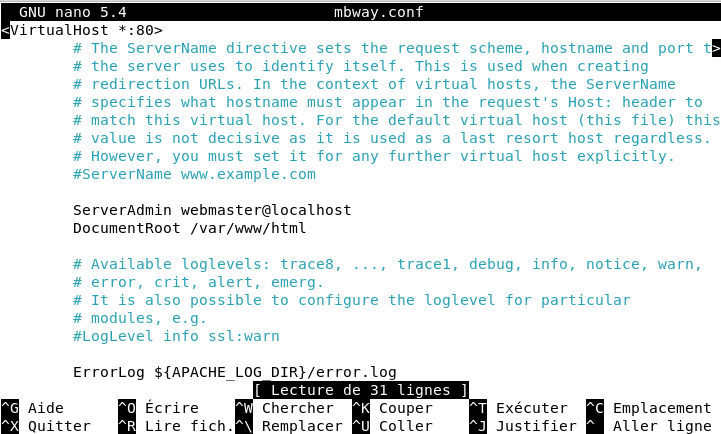 GNU nano 5.4 mbway.conf
<VirtualHost *:80>
# The ServerName directive sets the request scheme, hostname and port t>
# the server uses to identify itself. This is used when creating
# redirection URLs. In the context of virtual hosts, the ServerName
# specifies what hostname must appear in the request's Host: header to
# match this virtual host. For the default virtual host (this file) this
# value is not decisive as it is used as a last resort host regardless.
# However, you must set it for any further virtual host explicitly.
#ServerName www.example.com
ServerAdmin webmaster@localhost
DocumentRoot /var/www/html
# Available loglevels: trace8, ..., trace1, debug, info, notice, warn,
# error, crit, alert, emerg.
# It is also possible to configure the loglevel for particular
# modules, e.g.
#LogLevel info ssl:warn
ErrorLog ${APACHE_LOG_DIR}/error.log
[ Lecture de 31 lignes ]
^G Aide ^O Écrire ^W Chercher ^K Couper ^T Exécuter ^C Emplacement
^X Quitter ^R Lire fich. ^\ Remplacer ^U Coller ^J Justifier ^_ Aller ligne